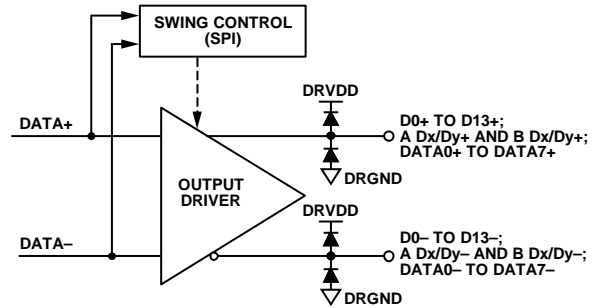 SWING CONTROL
(SPI)
DRVDD
DATA+
D0+ TO D13+;
A Dx/Dy+ AND B Dx/Dy+;
DATA0+ TO DATA7+
OUTPUT
DRIVER
DRGND
DRVDD
DATA–
D0– TO D13–;
A Dx/Dy– AND B Dx/Dy–;
DATA0– TO DATA7–
DRGND